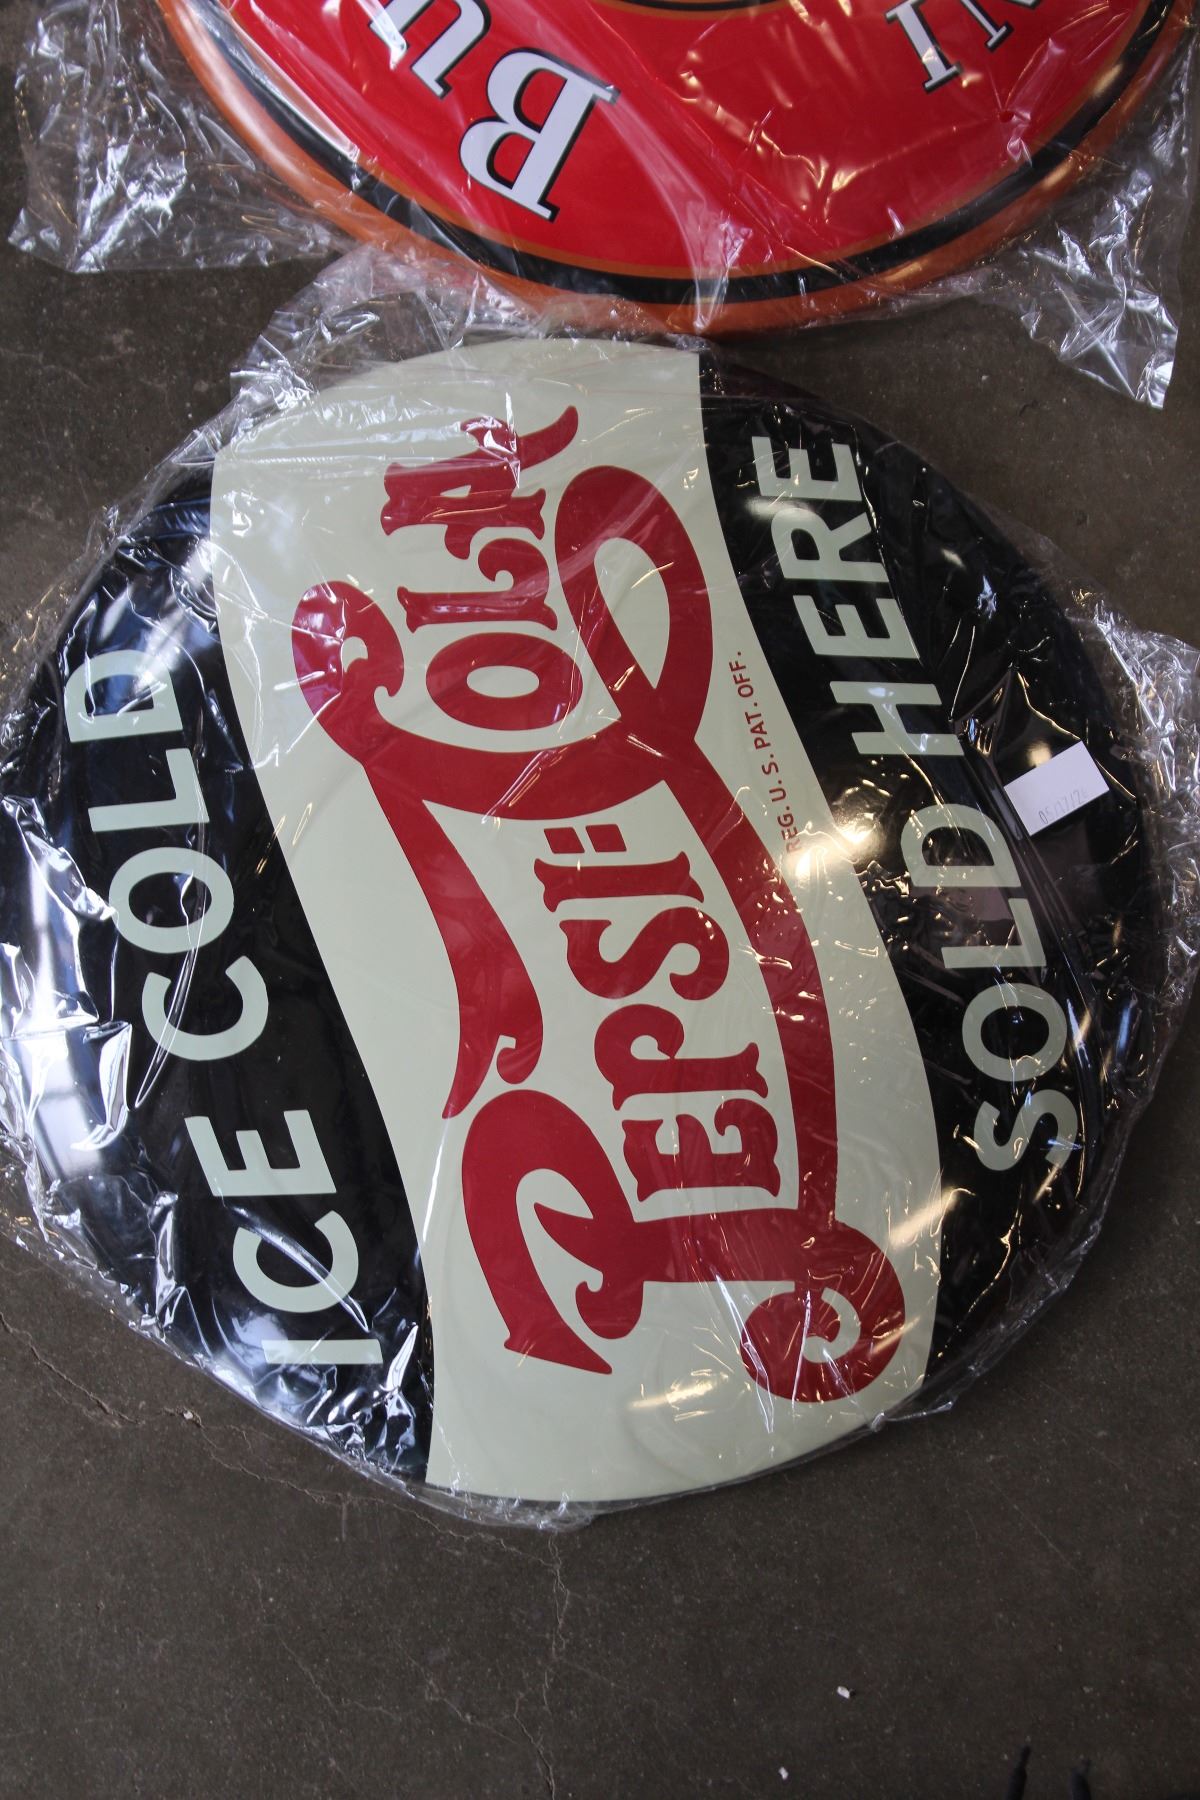 Bu
ICE COLD
PEPSI:COLA
REG. U. S. PAT. OFF.
SOLD HERE